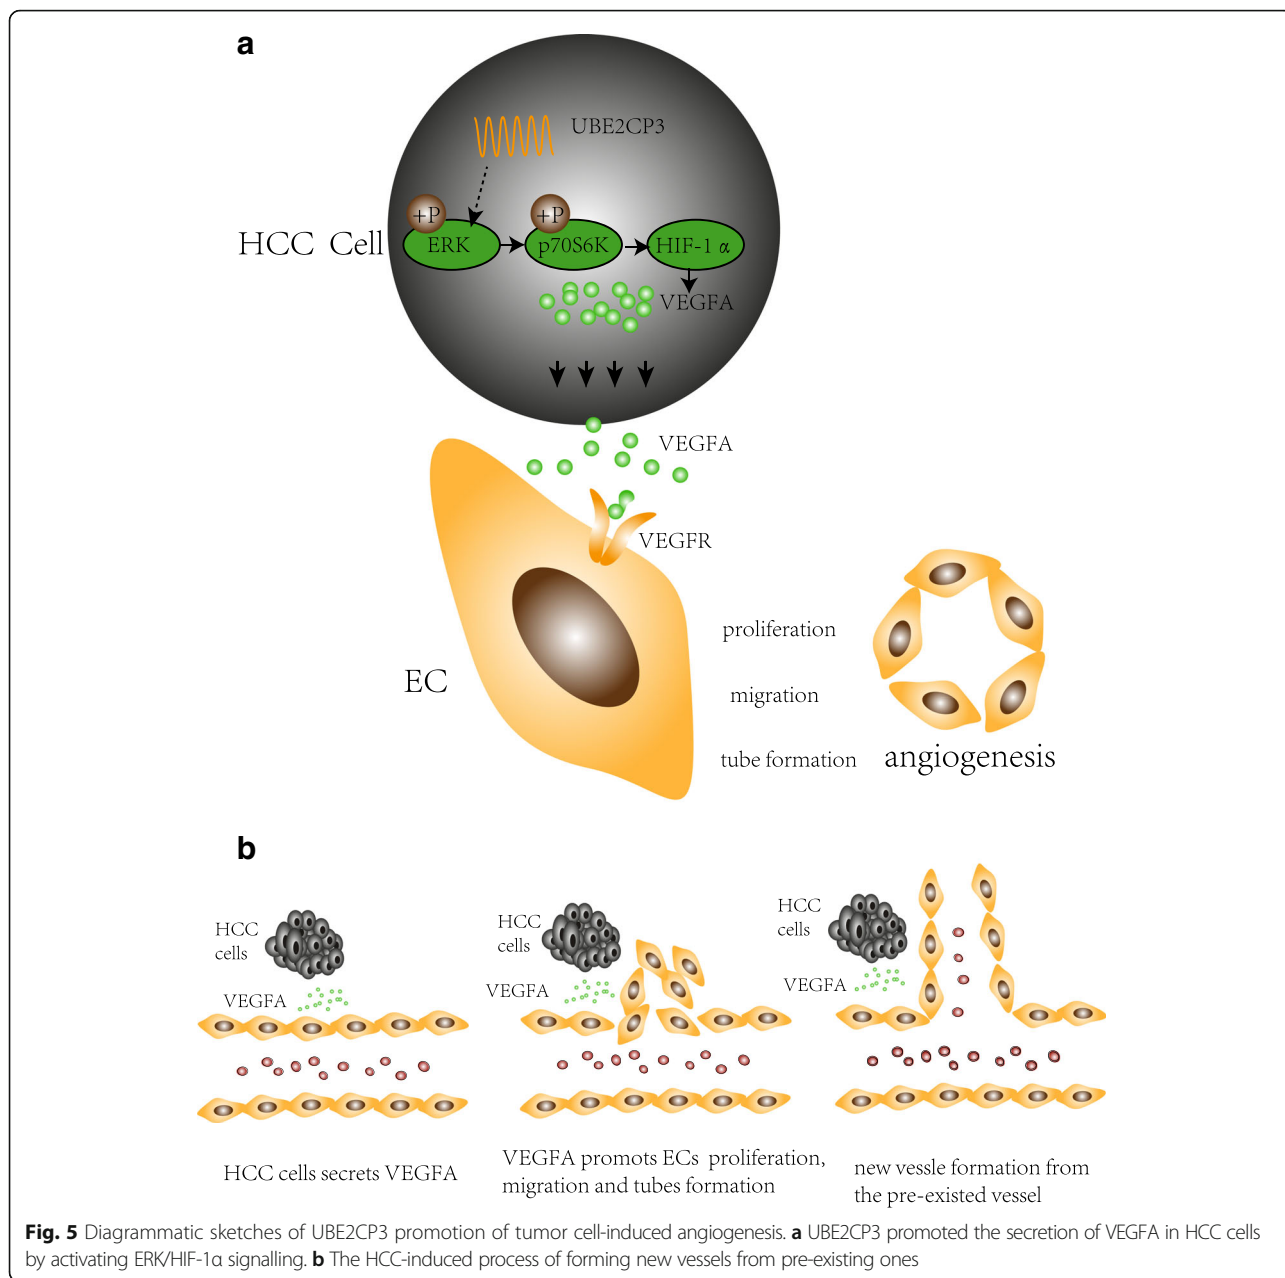 a
UBE2CP3
HCC Cell
+P
+P
ERK
p70S6K
HIF-1 α
VEGFA
VEGFA
VEGFR
EC
proliferation
migration
tube formation
angiogenesis
b
HCC
cells
VEGFA
HCC cells secrets VEGFA
HCC
cells
VEGFA
VEGFA promots ECs proliferation,
migration and tubes formation
HCC
cells
VEGFA
new vessle formation from
the pre-existed vessel
Fig. 5 Diagrammatic sketches of UBE2CP3 promotion of tumor cell-induced angiogenesis. a UBE2CP3 promoted the secretion of VEGFA in HCC cells
by activating ERK/HIF-1α signalling. b The HCC-induced process of forming new vessels from pre-existing ones